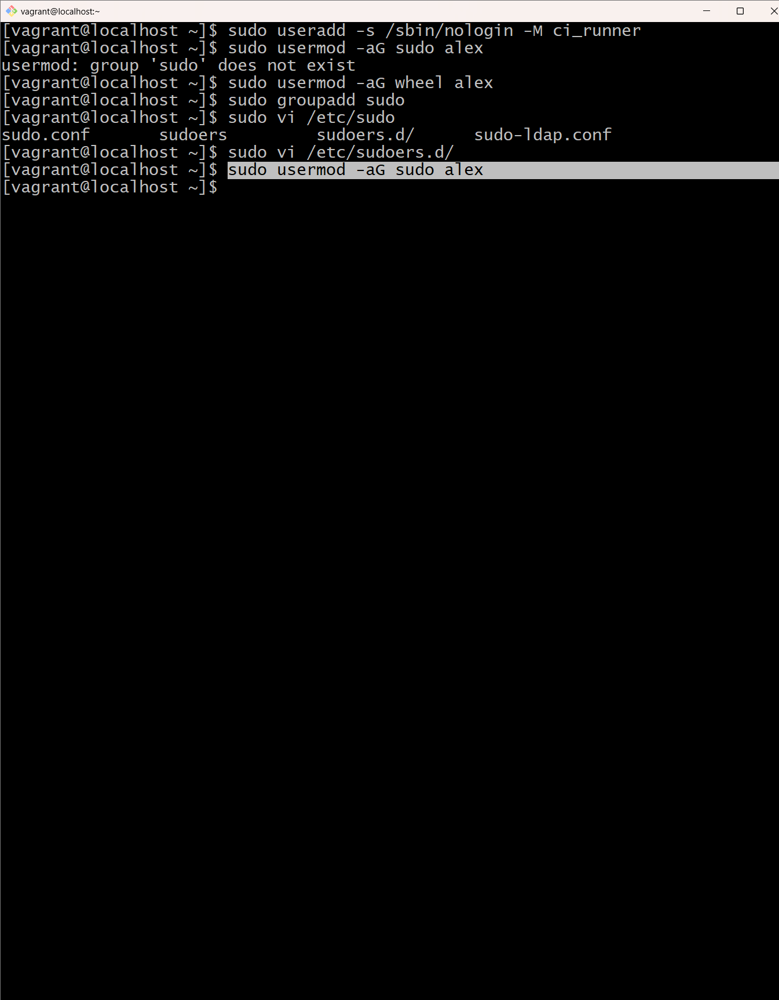 vagrant@localhost:~
[vagrant@localhost ~]$ sudo useradd -s /sbin/nologin -M ci_runner
[vagrant@localhost ~]$ sudo usermod -aG sudo alex
usermod: group 'sudo' does not exist
[vagrant@localhost ~]$ sudo usermod -aG wheel alex
[vagrant@localhost ~]$ sudo groupadd sudo
[vagrant@localhost ~]$ sudo vi /etc/sudo
sudo.conf       sudoers         sudoers.d/      sudo-ldap.conf
[vagrant@localhost ~]$ sudo vi /etc/sudoers.d/
[vagrant@localhost ~]$ sudo usermod -aG sudo alex
[vagrant@localhost ~]$